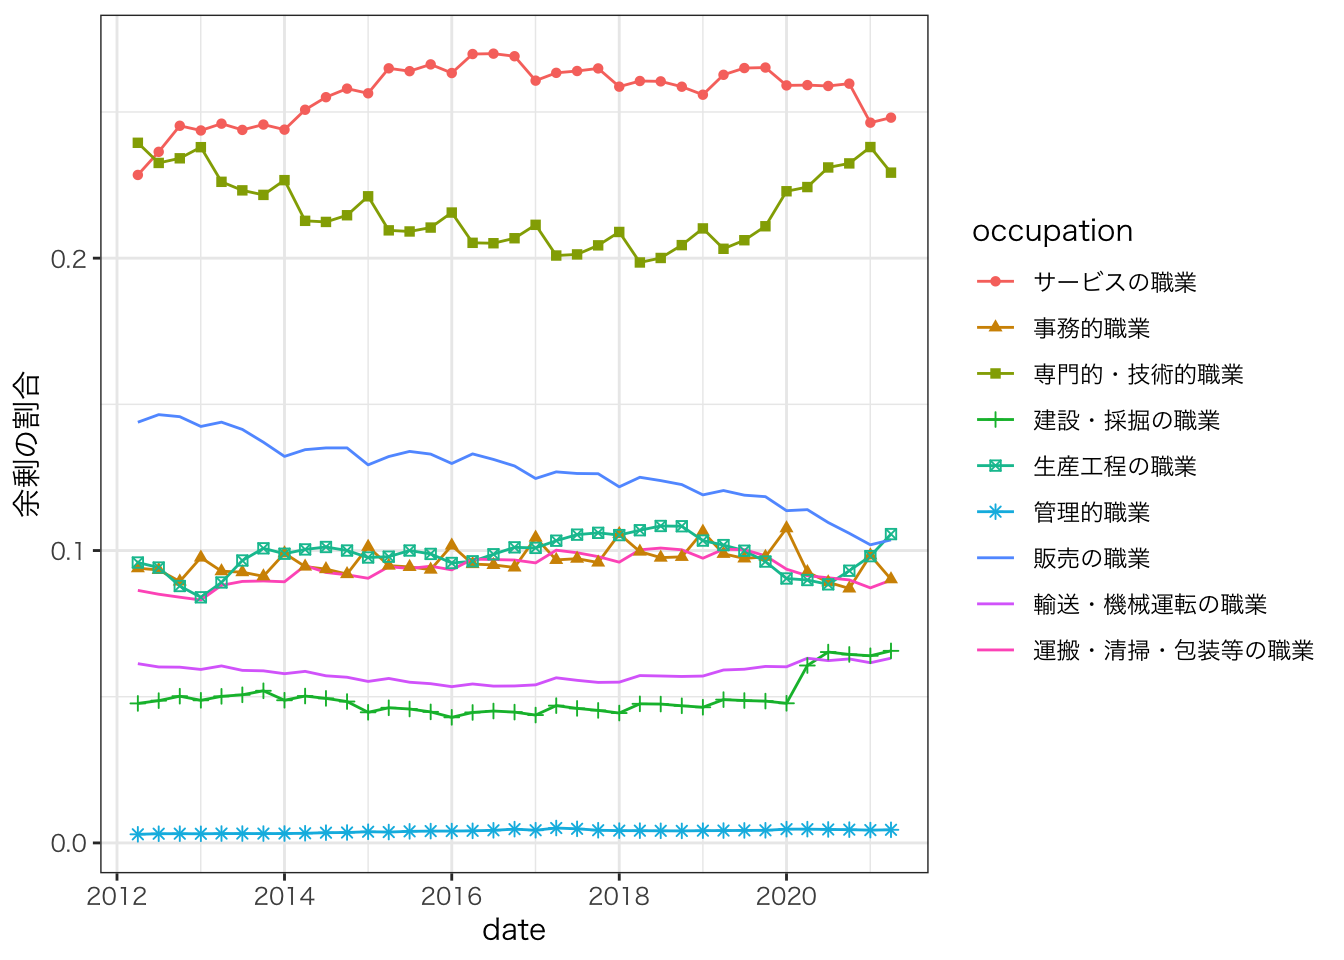 余剰の割合
0.2
0.1
0.0
2012
2014
2016
2018
2020
date
occupation
サービスの職業
事務的職業
専門的・技術的職業
建設・採掘の職業
生産工程の職業
管理的職業
販売の職業
輸送・機械運転の職業
運搬・清掃・包装等の職業